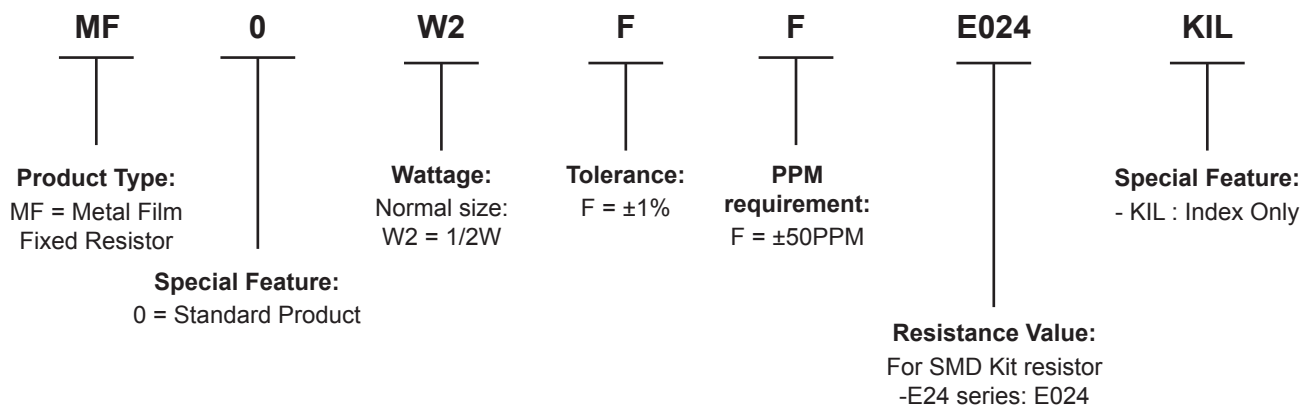 MF 0 W2 F F E024 KIL
Product Type:
MF = Metal Film
Fixed Resistor
Special Feature:
0 = Standard Product
Wattage:
Normal size:
W2 = 1/2W
Tolerance:
F = ±1%
PPM
requirement:
F = ±50PPM
Resistance Value:
For SMD Kit resistor
-E24 series: E024
Special Feature:
- KIL : Index Only